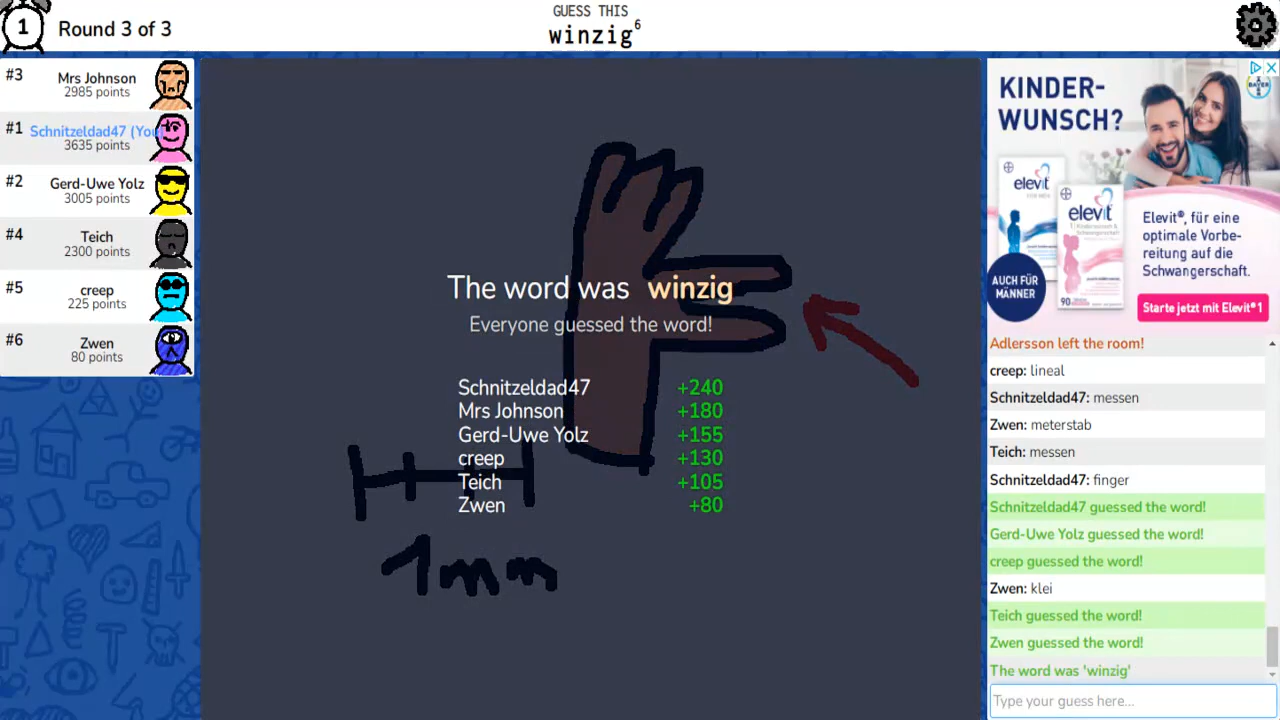 1
Round 3 of 3
GUESS THIS
winzig6
#3
Mrs Johnson
2985 points
#1
Schnitzeldad47 (You)
3635 points
#2
Gerd-Uwe Yolz
3005 points
#4
Teich
2300 points
#5
creep
225 points
#6
Zwen
80 points
The word was winzig
Everyone guessed the word!
Schnitzeldad47 +240
Mrs Johnson +180
Gerd-Uwe Yolz +155
creep +130
Teich +105
Zwen +80
1mm
KINDER-
WUNSCH?
BAYER
elevit
FOR MEN
elevit
Kinderwunsch &
Schwangerschaft
90
AUCH FÜR
MÄNNER
Elevit®, für eine
optimale Vorbe-
reitung auf die
Schwangerschaft.
Starte jetzt mit Elevit®1
Adlersson left the room!
creep: lineal
Schnitzeldad47: messen
Zwen: meterstab
Teich: messen
Schnitzeldad47: finger
Schnitzeldad47 guessed the word!
Gerd-Uwe Yolz guessed the word!
creep guessed the word!
Zwen: klei
Teich guessed the word!
Zwen guessed the word!
The word was 'winzig'
Type your guess here...